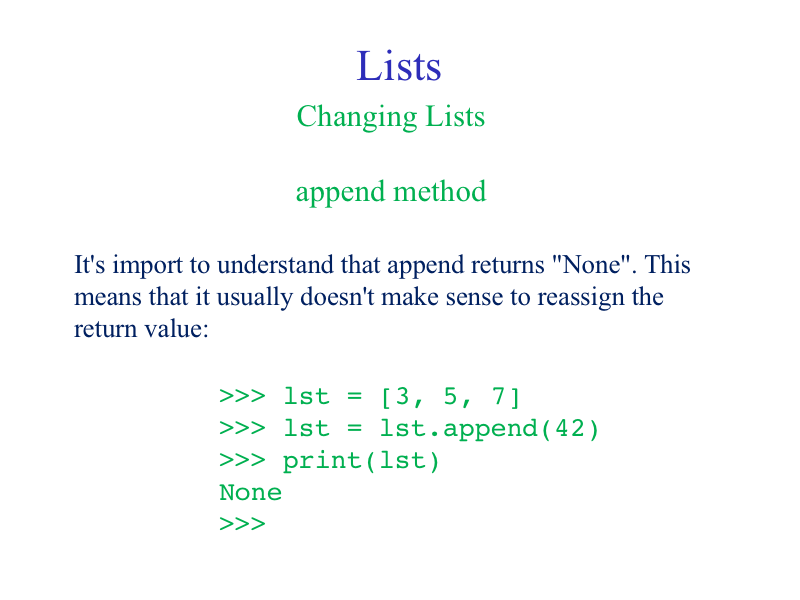 Lists
Changing Lists
append method
It's import to understand that append returns "None". This
means that it usually doesn't make sense to reassign the
return value:
>>> lst = [3, 5, 7]
>>> lst = lst.append(42)
>>> print(lst)
None
>>>